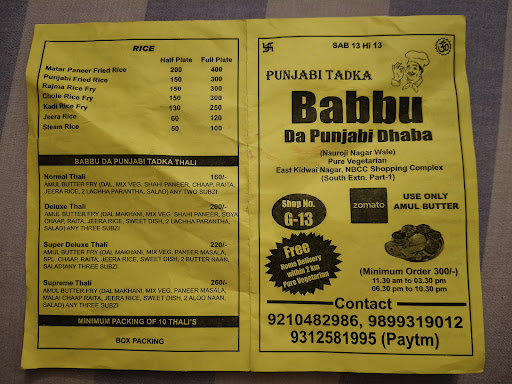 RICE
Half Plate Full Plate
Matar Paneer Fried Rice 200 400
Punjabi Fried Rice 150 300
Rajma Rice Fry 150 300
Chole Rice Fry 150 300
Kadi Rice Fry 130 250
Jeera Rice 60 120
Steam Rice 50 100
BABBU DA PUNJABI TADKA THALI
Normal Thali 160/-
AMUL BUTTER FRY (DAL, MIX VEG, SHAHI PANEER, CHAAP, RAITA,
JEERA RICE, 2 LACHHA PARANTHA, SALAD) ANY TWO SUBZI
Deluxe Thali 200/-
AMUL BUTTER FRY (DAL MAKHANI, MIX VEG, SHAHI PANEER, SOYA
CHAAP, RAITA, JEERA RICE, SWEET DISH, 2 LACHHA PARANTHA,
SALAD) ANY THREE SUBZI
Super Deluxe Thali 220/-
AMUL BUTTER FRY (DAL MAKHANI, MIX VEG, PANEER MASALA,
SPL. CHAAP, RAITA, JEERA RICE, SWEET DISH, 2 BUTTER NAAN,
SALAD)ANY THREE SUBZI
Supreme Thali 260/-
AMUL BUTTER FRY (DAL MAKHANI, MIX VEG, PANEER MASALA,
MALAI CHAAP RAITA, JEERA RICE, SWEET DISH, 2 ALOO NAAN,
SALAD) ANY THREE SUBZI
MINIMUM PACKING OF 10 THALI'S
BOX PACKING
卐 SAB 13 Hi 13 ॐ
PUNJABI TADKA
Babbu
Da Punjabi Dhaba
(Nauroji Nagar Wale)
Pure Vegetarian
East Kidwai Nagar, NBCC Shopping Complex
(South Extn. Part-1)
Shop No.
G-13
zomato
USE ONLY
AMUL BUTTER
Free
Home Delivery
within 2 km
Pure Vegetarian
(Minimum Order 300/-)
11.30 am to 03.30 pm
06.30 pm to 10.30 pm
Contact
9210482986, 9899319012
9312581995 (Paytm)